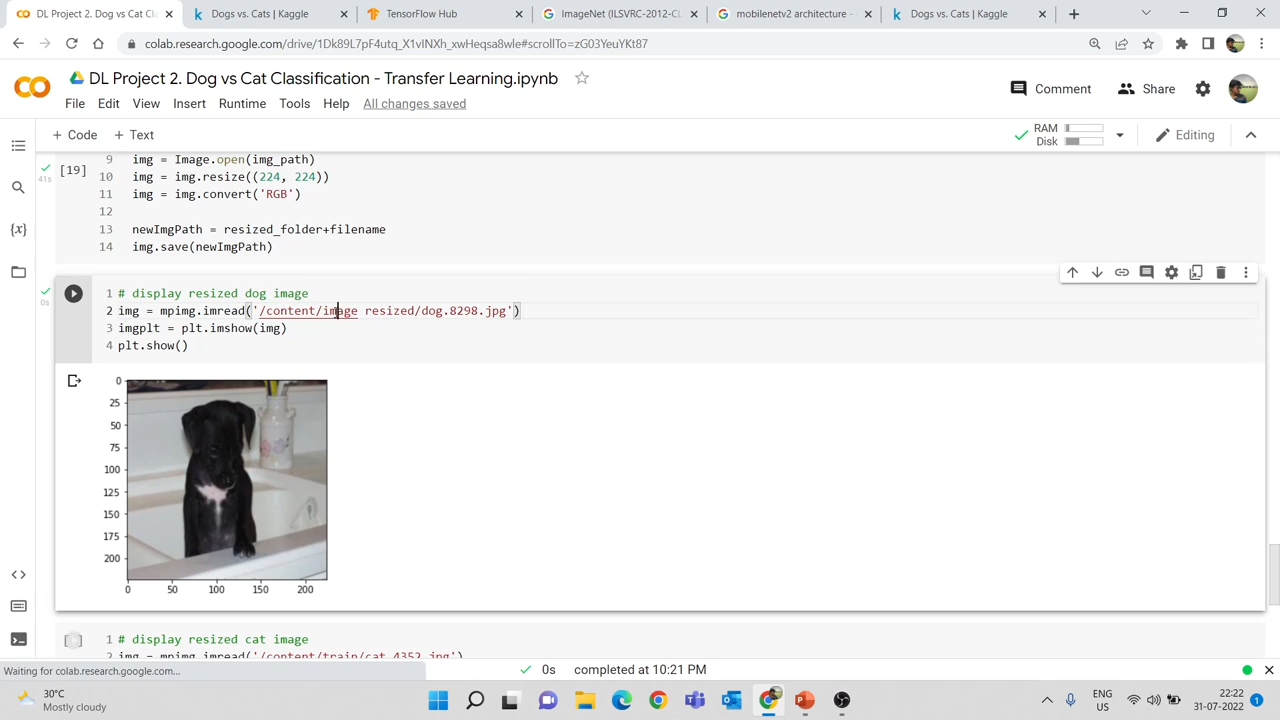 DL Project 2. Dog vs Cat Cl
Dogs vs. Cats | Kaggle
TensorFlow Hub
ImageNet (ILSVRC-2012-CL
mobilenetv2 architecture -
Dogs vs. Cats | Kaggle
colab.research.google.com/drive/1Dk89L7pF4utq_X1vINXh_xwHeqsa8wle#scrollTo=zG03YeuYKt87
DL Project 2. Dog vs Cat Classification - Transfer Learning.ipynb
File Edit View Insert Runtime Tools Help All changes saved
Comment Share
+ Code + Text
RAM
Disk
Editing
[19]
41s
9 img = Image.open(img_path)
10 img = img.resize((224, 224))
11 img = img.convert('RGB')
12
13 newImgPath = resized_folder+filename
14 img.save(newImgPath)
0s
1 # display resized dog image
2 img = mpimg.imread('/content/image resized/dog.8298.jpg')
3 imgplt = plt.imshow(img)
4 plt.show()
0
25
50
75
100
125
150
175
200
0 50 100 150 200
1 # display resized cat image
2 img = mpimg.imread('/content/train/cat.4352.jpg')
Waiting for colab.research.google.com...
0s completed at 10:21 PM
30°C
Mostly cloudy
ENG
US
22:22
31-07-2022
1